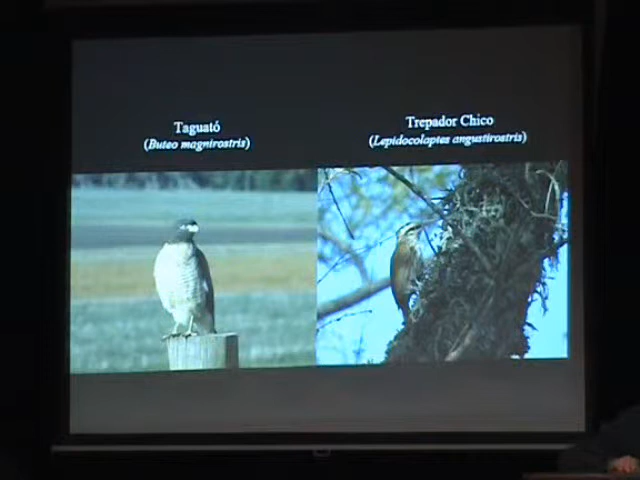 Taguató
(Buteo magnirostris)
Trepador Chico
(Lepidocolaptes angustirostris)